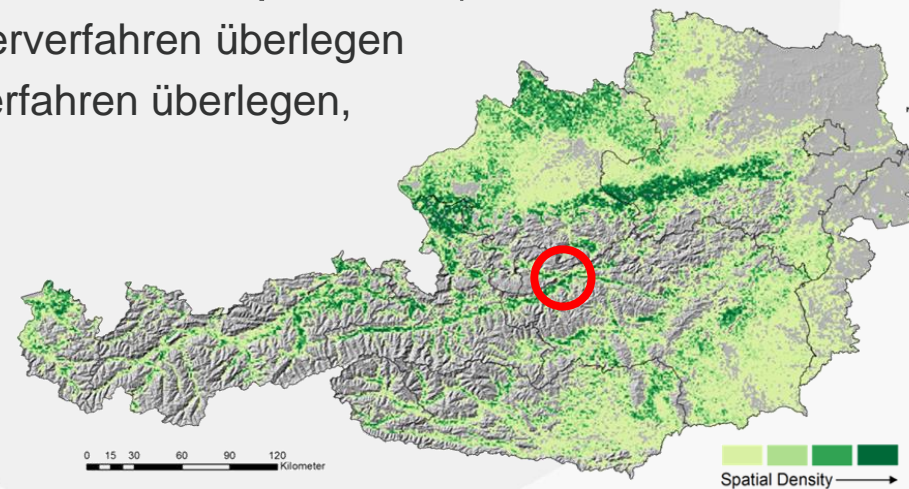 erverfahren überlegen
erfahren überlegen,
0 15 30 60 90 120
Kilometer
Spatial Density